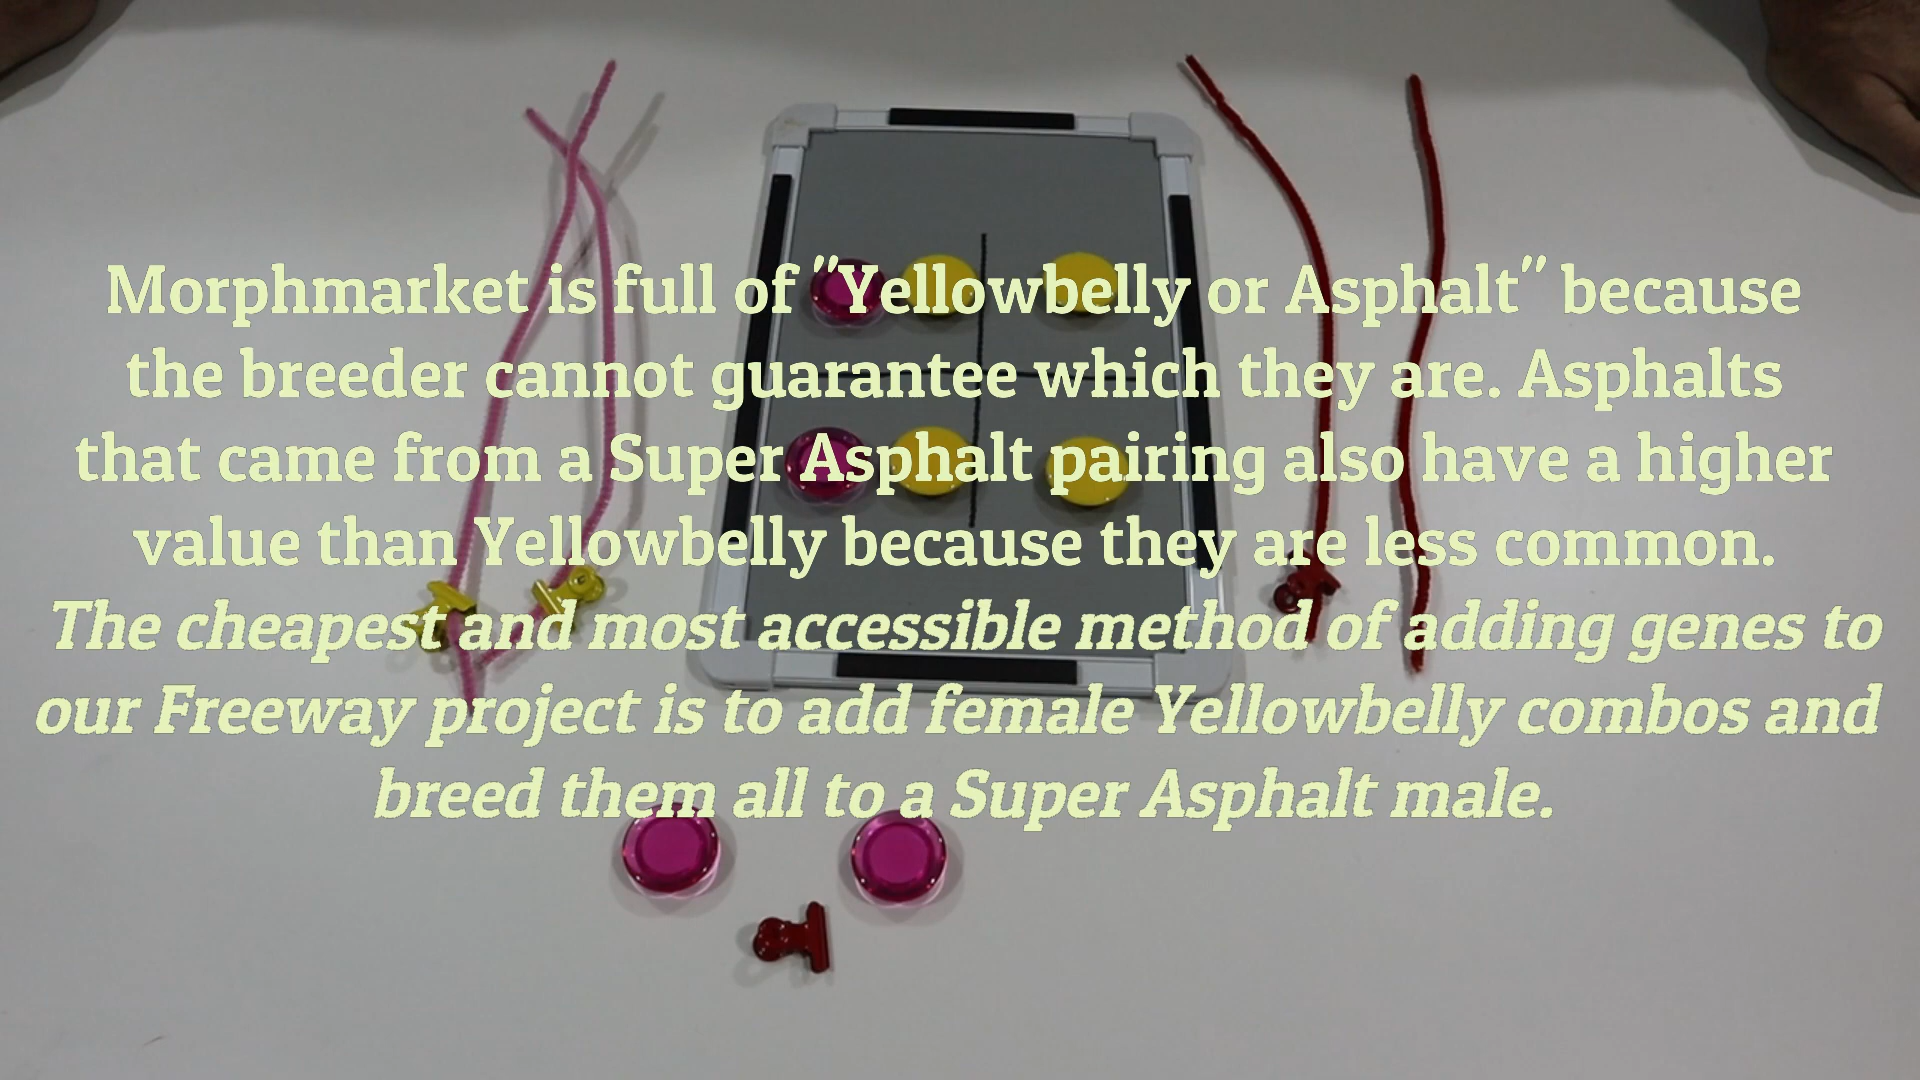 Morphmarket is full of "Yellowbelly or Asphalt" because
the breeder cannot guarantee which they are. Asphalts
that came from a Super Asphalt pairing also have a higher
value than Yellowbelly because they are less common.
The cheapest and most accessible method of adding genes to
our Freeway project is to add female Yellowbelly combos and
breed them all to a Super Asphalt male.